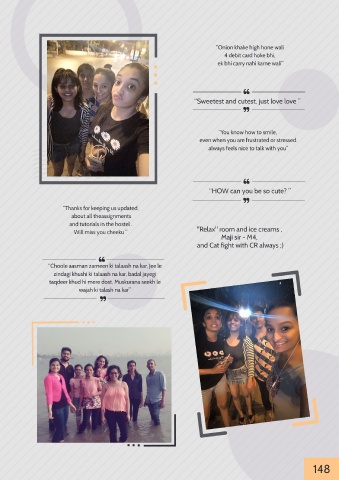 "Onion khake high hone wali
4 debit card hoke bhi,
ek bhi carry nahi karne wali"
"Sweetest and cutest, just love love "
"You know how to smile,
even when you are frustrated or stressed.
always feels nice to talk with you"
"HOW can you be so cute? "
"Thanks for keeping us updated
about all theassignments
and tutorials in the hostel .
Will miss you cheeku "
"Relax" room and ice creams ,
Maji sir - M4,
and Cat fight with CR always ;)
" Choole aasman zameen ki talaash na kar, Jee le
zindagi khushi ki talaash na kar, badal jayegi
taqdeer khud hi mere dost, Muskurana seekh le
wajah ki talash na kar"
148